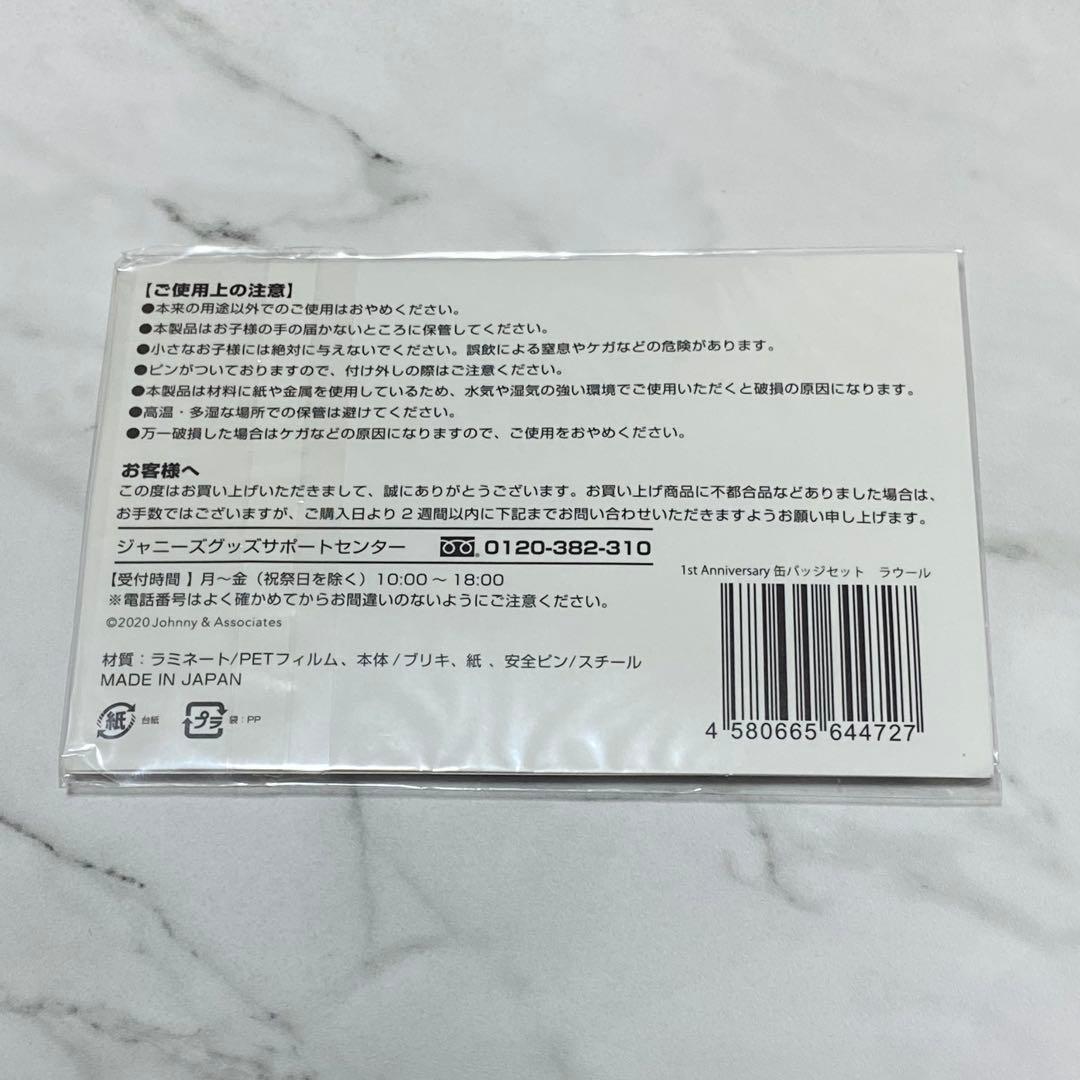 【ご使用上の注意】
●本来の用途以外でのご使用はおやめください。
●本製品はお子様の手の届かないところに保管してください。
●小さなお子様には絶対に与えないでください。誤飲による窒息やケガなどの危険があります。
●ピンがついておりますので、付け外しの際はご注意ください。
●本製品は材料に紙や金属を使用しているため、水気や湿気の強い環境でご使用いただくと破損の原因になります。
●高温・多湿な場所での保管は避けてください。
●万一破損した場合はケガなどの原因になりますので、ご使用をおやめください。
お客様へ
この度はお買い上げいただきまして、誠にありがとうございます。お買い上げ商品に不都合品などありました場合は、
お手数ではございますが、ご購入日より2週間以内に下記までお問い合わせいただきますようお願い申し上げます。
ジャニーズグッズサポートセンター 0120-382-310
【受付時間】月〜金（祝祭日を除く）10:00〜18:00
※電話番号はよく確かめてからお間違いのないようにご注意ください。
©2020 Johnny & Associates
材質：ラミネート/PETフィルム、本体/ブリキ、紙、安全ピン/スチール
MADE IN JAPAN
紙 台紙 プラ 袋：PP
1st Anniversary 缶バッジセット ラウール
4 580665 644727